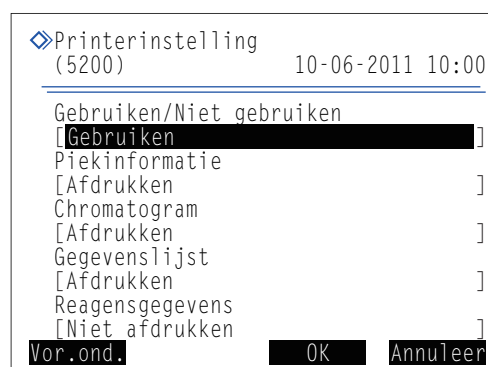 Printerinstelling
(5200) 10-06-2011 10:00
Gebruiken/Niet gebruiken
[Gebruiken ]
Piekinformatie
[Afdrukken ]
Chromatogram
[Afdrukken ]
Gegevenslijst
[Afdrukken ]
Reagensgegevens
[Niet afdrukken ]
Vor.ond. OK Annuleer